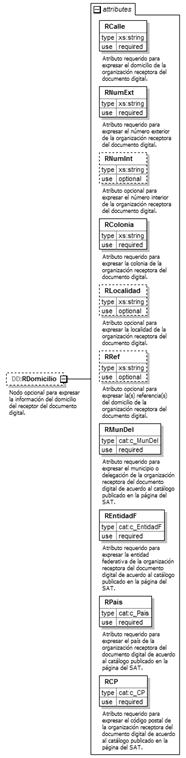 attributes
RCalle
type xs:string
use required
Atributo requerido para
expresar el domicilio de la
organización receptora del
documento digital.
RNumExt
type xs:string
use required
Atributo requerido para
expresar el número exterior
de la organización receptora
del documento digital.
RNumInt
type xs:string
use optional
Atributo opcional para
expresar el número interior
de la organización receptora
del documento digital.
RColonia
type xs:string
use required
Atributo requerido para
expresar la colonia de la
organización receptora del
documento digital.
RLocalidad
type xs:string
use optional
Atributo opcional para
expresar la localidad de la
organización receptora del
documento digital.
RRef
type xs:string
use optional
Atributo opcional para
expresar la(s) referencia(s)
del domicilio de la
organización receptora del
documento digital.
DD:RDomicilio
Nodo opcional para expresar
la información del domicilio
del receptor del documento
digital.
RMunDel
type cat:c_MunDel
use required
Atributo requerido para
expresar el municipio o
delegación de la organización
receptora del documento
digital de acuerdo al catálogo
publicado en la página del
SAT.
REntidadF
type cat:c_EntidadF
use required
Atributo requerido para
expresar la entidad
federativa de la organización
receptora del documento
digital de acuerdo al catálogo
publicado en la página del
SAT.
RPais
type cat:c_Pais
use required
Atributo requerido para
expresar el país de la
organización receptora del
documento digital de acuerdo
al catálogo publicado en la
página del SAT.
RCP
type cat:c_CP
use required
Atributo requerido para
expresar el código postal de
la organización receptora del
documento digital de acuerdo
al catálogo publicado en la
página del SAT.